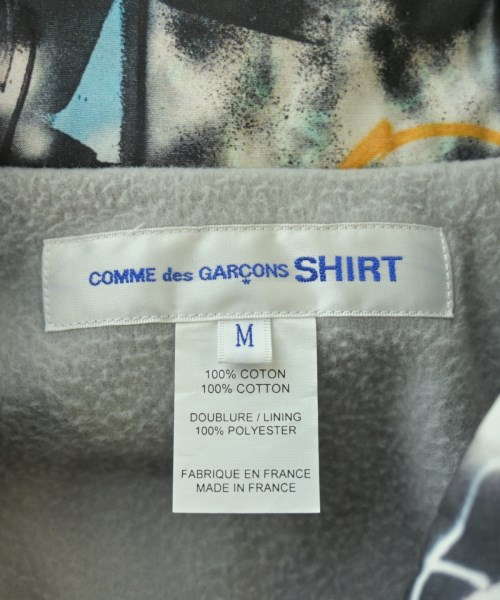 COMME des GARÇONS SHIRT
M
100% COTON
100% COTTON
DOUBLURE / LINING
100% POLYESTER
FABRIQUE EN FRANCE
MADE IN FRANCE